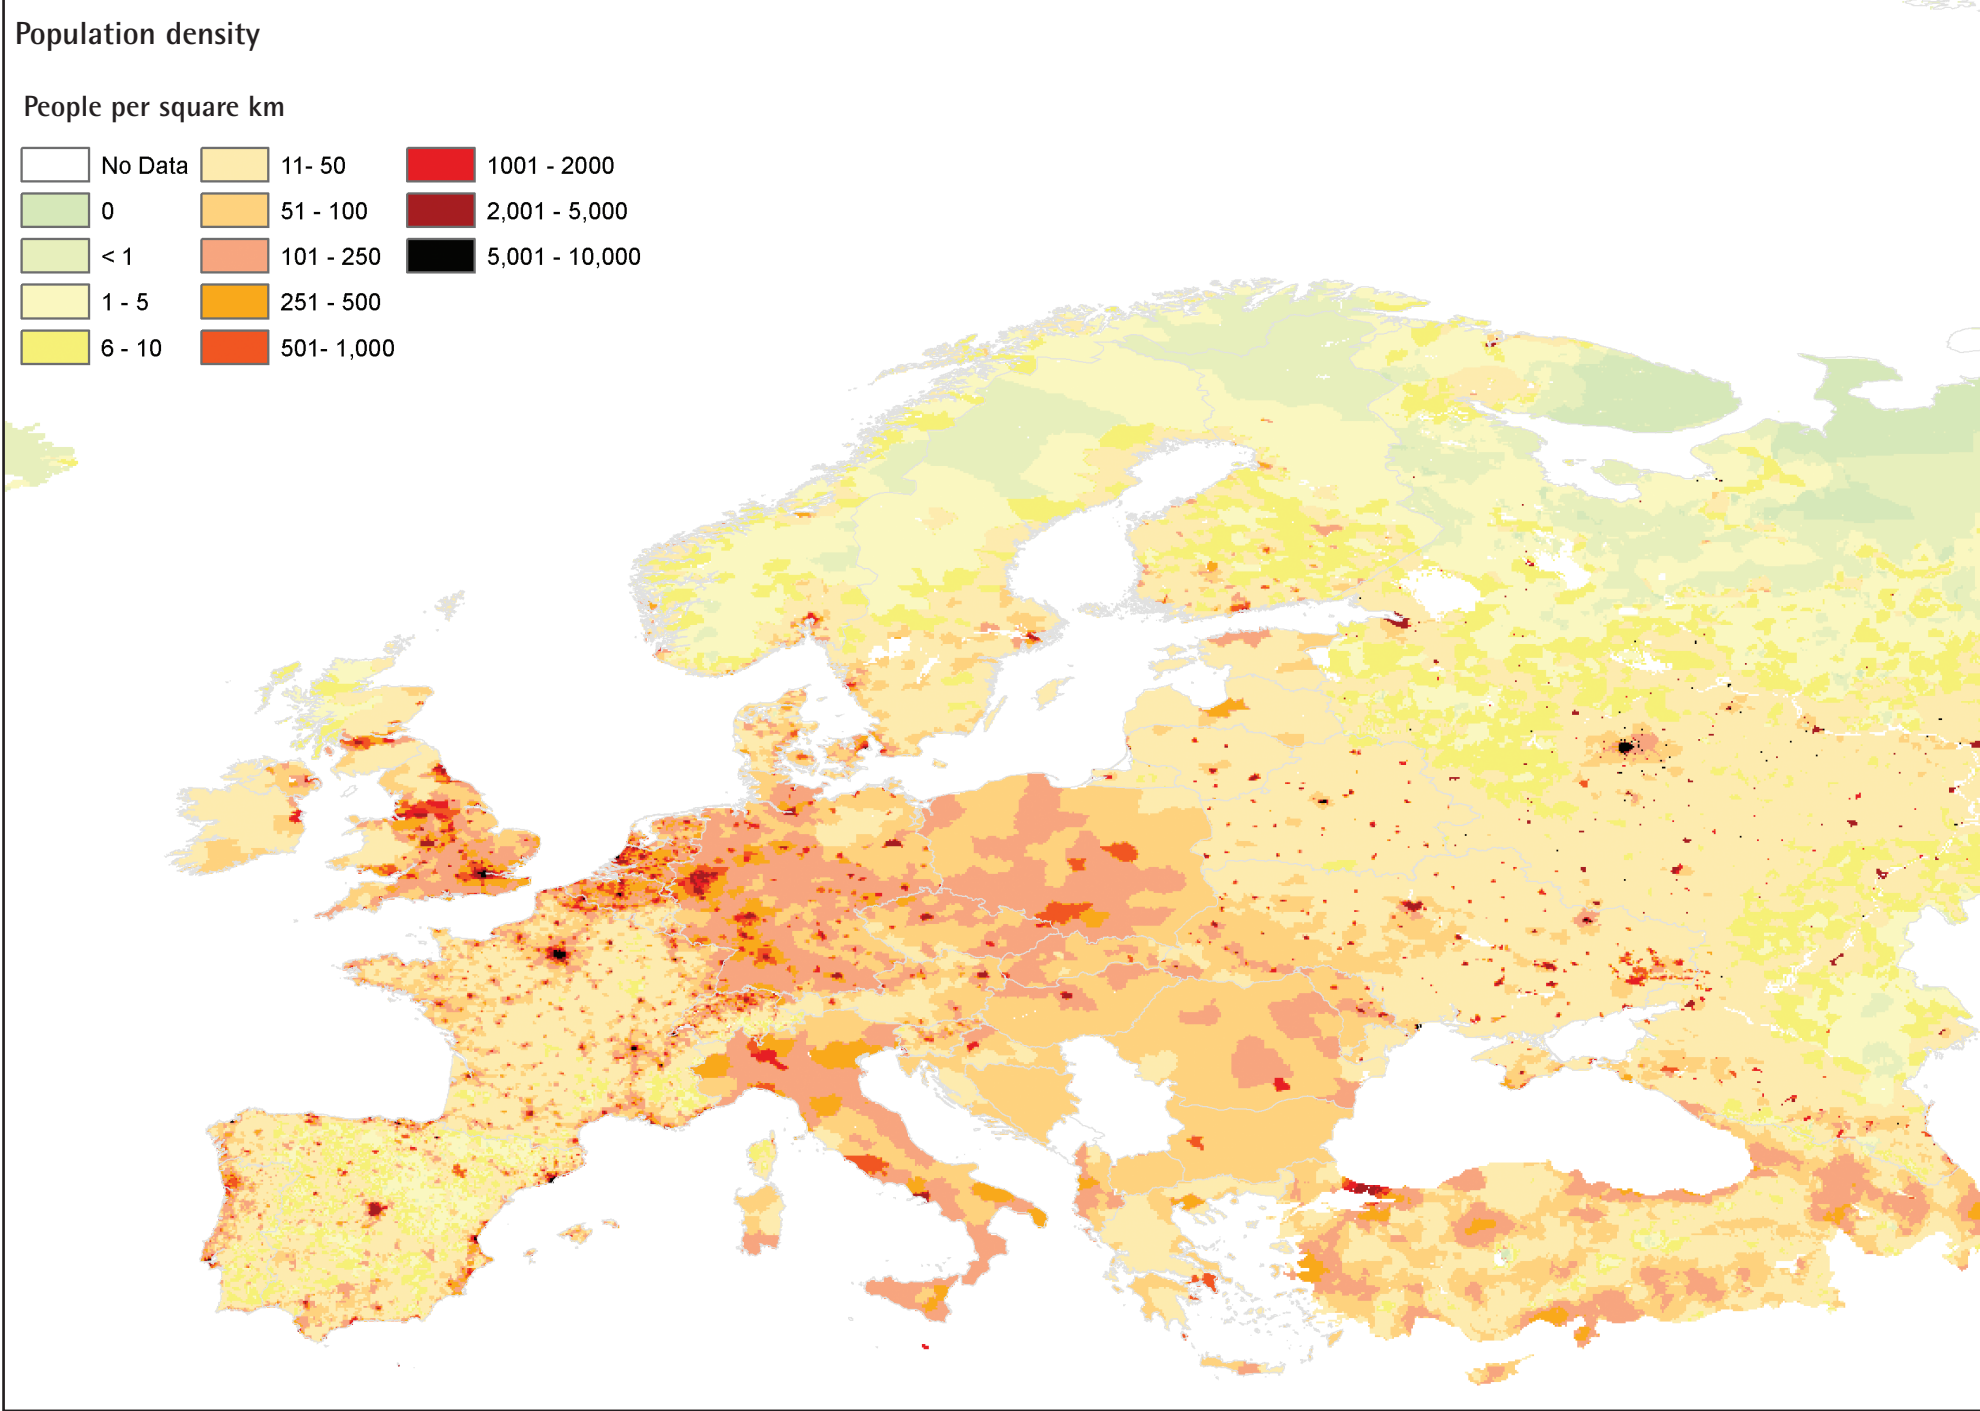 Population density
People per square km
No Data
0
< 1
1 - 5
6 - 10
11- 50
51 - 100
101 - 250
251 - 500
501- 1,000
1001 - 2000
2,001 - 5,000
5,001 - 10,000